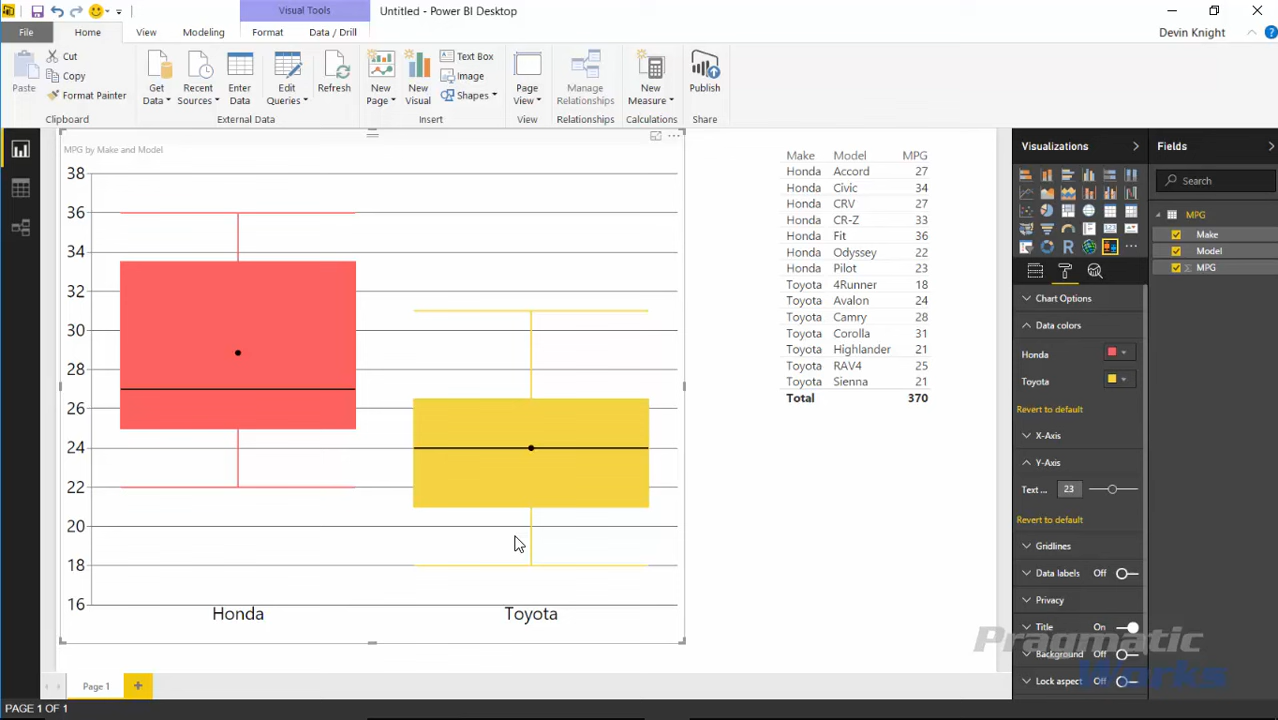 Visual Tools
Untitled - Power BI Desktop
File
Home
View
Modeling
Format
Data / Drill
Devin Knight
Paste
Cut
Copy
Format Painter
Clipboard
Get Data
Recent Sources
Enter Data
Edit Queries
Refresh
External Data
New Page
New Visual
Text Box
Image
Shapes
Insert
Page View
View
Manage Relationships
Relationships
New Measure
Calculations
Publish
Share
MPG by Make and Model
38
36
34
32
30
28
26
24
22
20
18
16
Honda
Toyota
Make Model MPG
Honda Accord 27
Honda Civic 34
Honda CRV 27
Honda CR-Z 33
Honda Fit 36
Honda Odyssey 22
Honda Pilot 23
Toyota 4Runner 18
Toyota Avalon 24
Toyota Camry 28
Toyota Corolla 31
Toyota Highlander 21
Toyota RAV4 25
Toyota Sienna 21
Total 370
Visualizations
R
Chart Options
Data colors
Honda
Toyota
Revert to default
X-Axis
Y-Axis
Text ... 23
Revert to default
Gridlines
Data labels Off
Privacy
Title On
Background Off
Lock aspect Off
Fields
Search
MPG
Make
Model
Σ MPG
Pragmatic
Works
Page 1
PAGE 1 OF 1